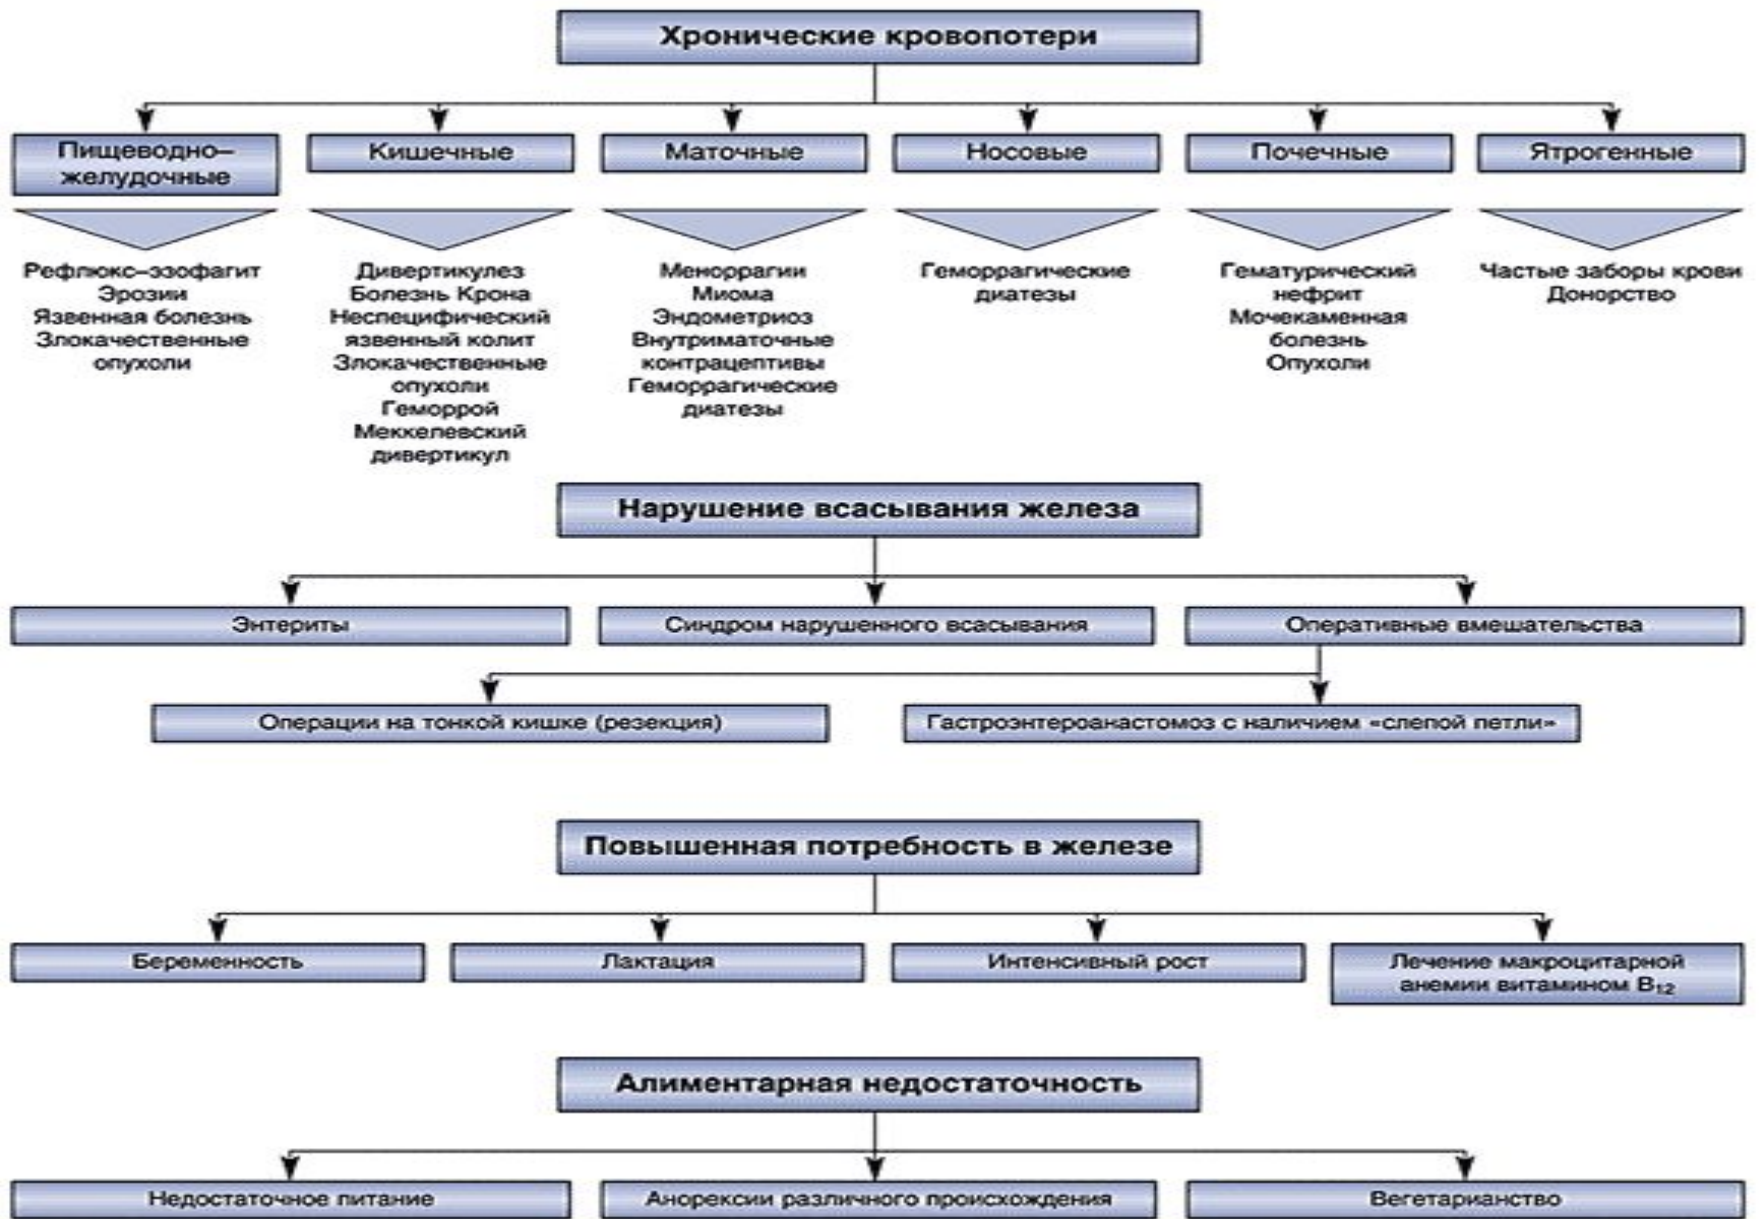 Хронические кровопотери
Пищеводно–
желудочные
Кишечные
Маточные
Носовые
Почечные
Ятрогенные
Рефлюкс–эзофагит
Эрозии
Язвенная болезнь
Злокачественные
опухоли
Дивертикулез
Болезнь Крона
Неспецифический
язвенный колит
Злокачественные
опухоли
Геморрой
Меккелевский
дивертикул
Меноррагии
Миома
Эндометриоз
Внутриматочные
контрацептивы
Геморрагические
диатезы
Геморрагические
диатезы
Гематурический
нефрит
Мочекаменная
болезнь
Опухоли
Частые заборы крови
Донорство
Нарушение всасывания железа
Энтериты
Синдром нарушенного всасывания
Оперативные вмешательства
Операции на тонкой кишке (резекция)
Гастроэнтероанастомоз с наличием «слепой петли»
Повышенная потребность в железе
Беременность
Лактация
Интенсивный рост
Лечение макроцитарной
анемии витамином В₁₂
Алиментарная недостаточность
Недостаточное питание
Анорексии различного происхождения
Вегетарианство